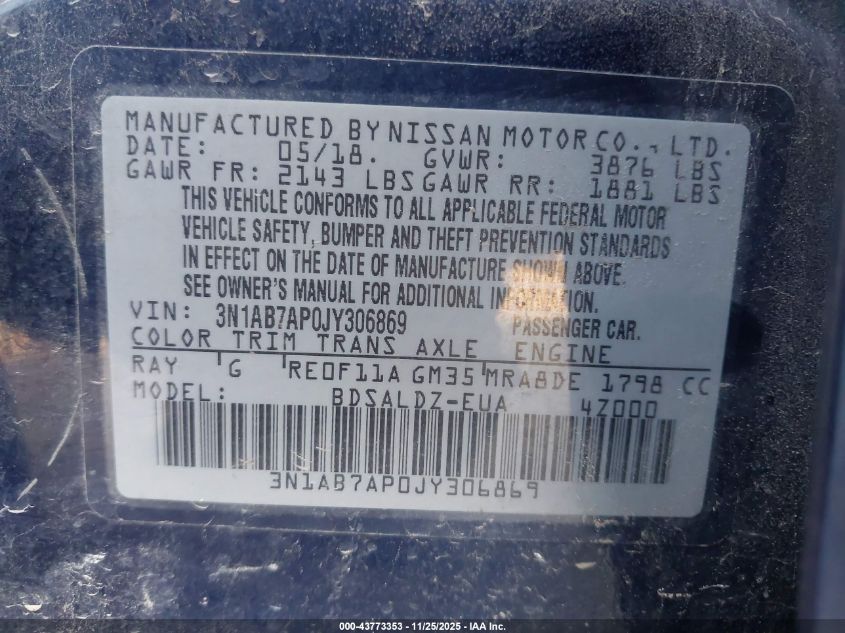 MANUFACTURED BY NISSAN MOTOR CO., LTD.
DATE: 05/18. GVWR: 3876 LBS
GAWR FR: 2143 LBS GAWR RR: 1881 LBS
THIS VEHICLE CONFORMS TO ALL APPLICABLE FEDERAL MOTOR
VEHICLE SAFETY, BUMPER AND THEFT PREVENTION STANDARDS
IN EFFECT ON THE DATE OF MANUFACTURE SHOWN ABOVE.
SEE OWNER'S MANUAL FOR ADDITIONAL INFORMATION.
VIN: 3N1AB7AP0JY306869 PASSENGER CAR.
COLOR TRIM TRANS AXLE ENGINE
RAY G RE0F11A GM35 MRA8DE 1798 CC
MODEL: BDSALDZ-EUA 4Z000
3N1AB7AP0JY306869
000-43773353 - 11/25/2025 - IAA Inc.